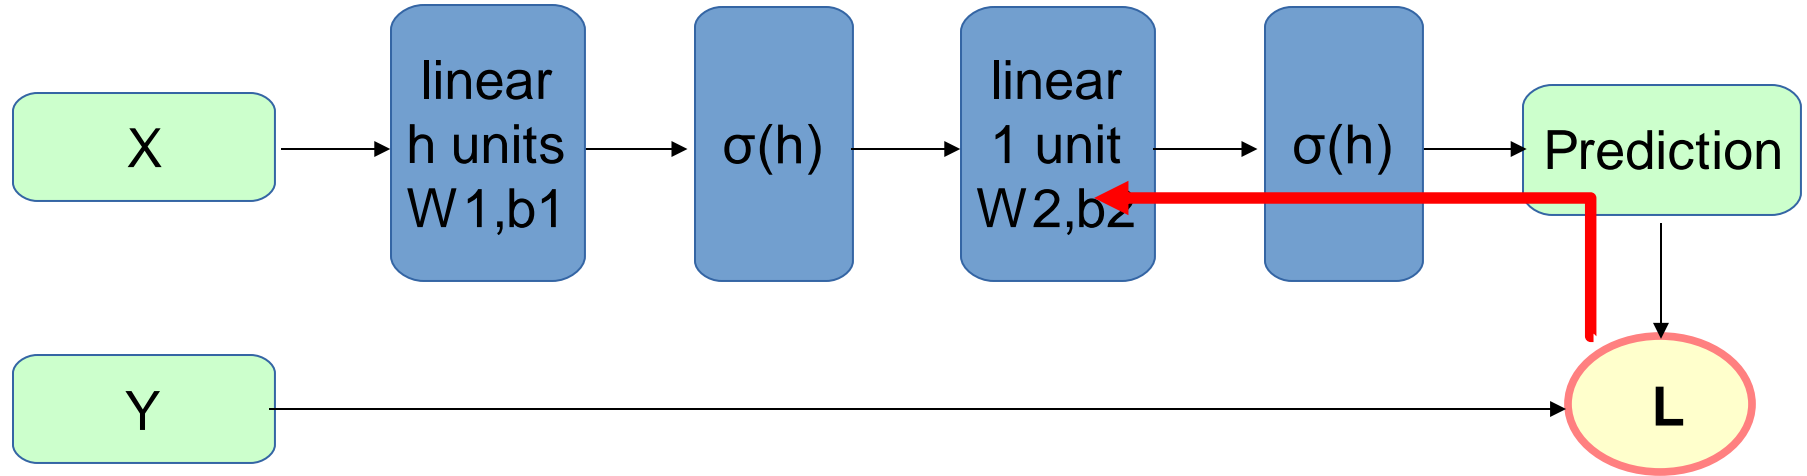 X
linear
h units
W1,b1
σ(h)
linear
1 unit
W2,b2
σ(h)
Prediction
Y
L